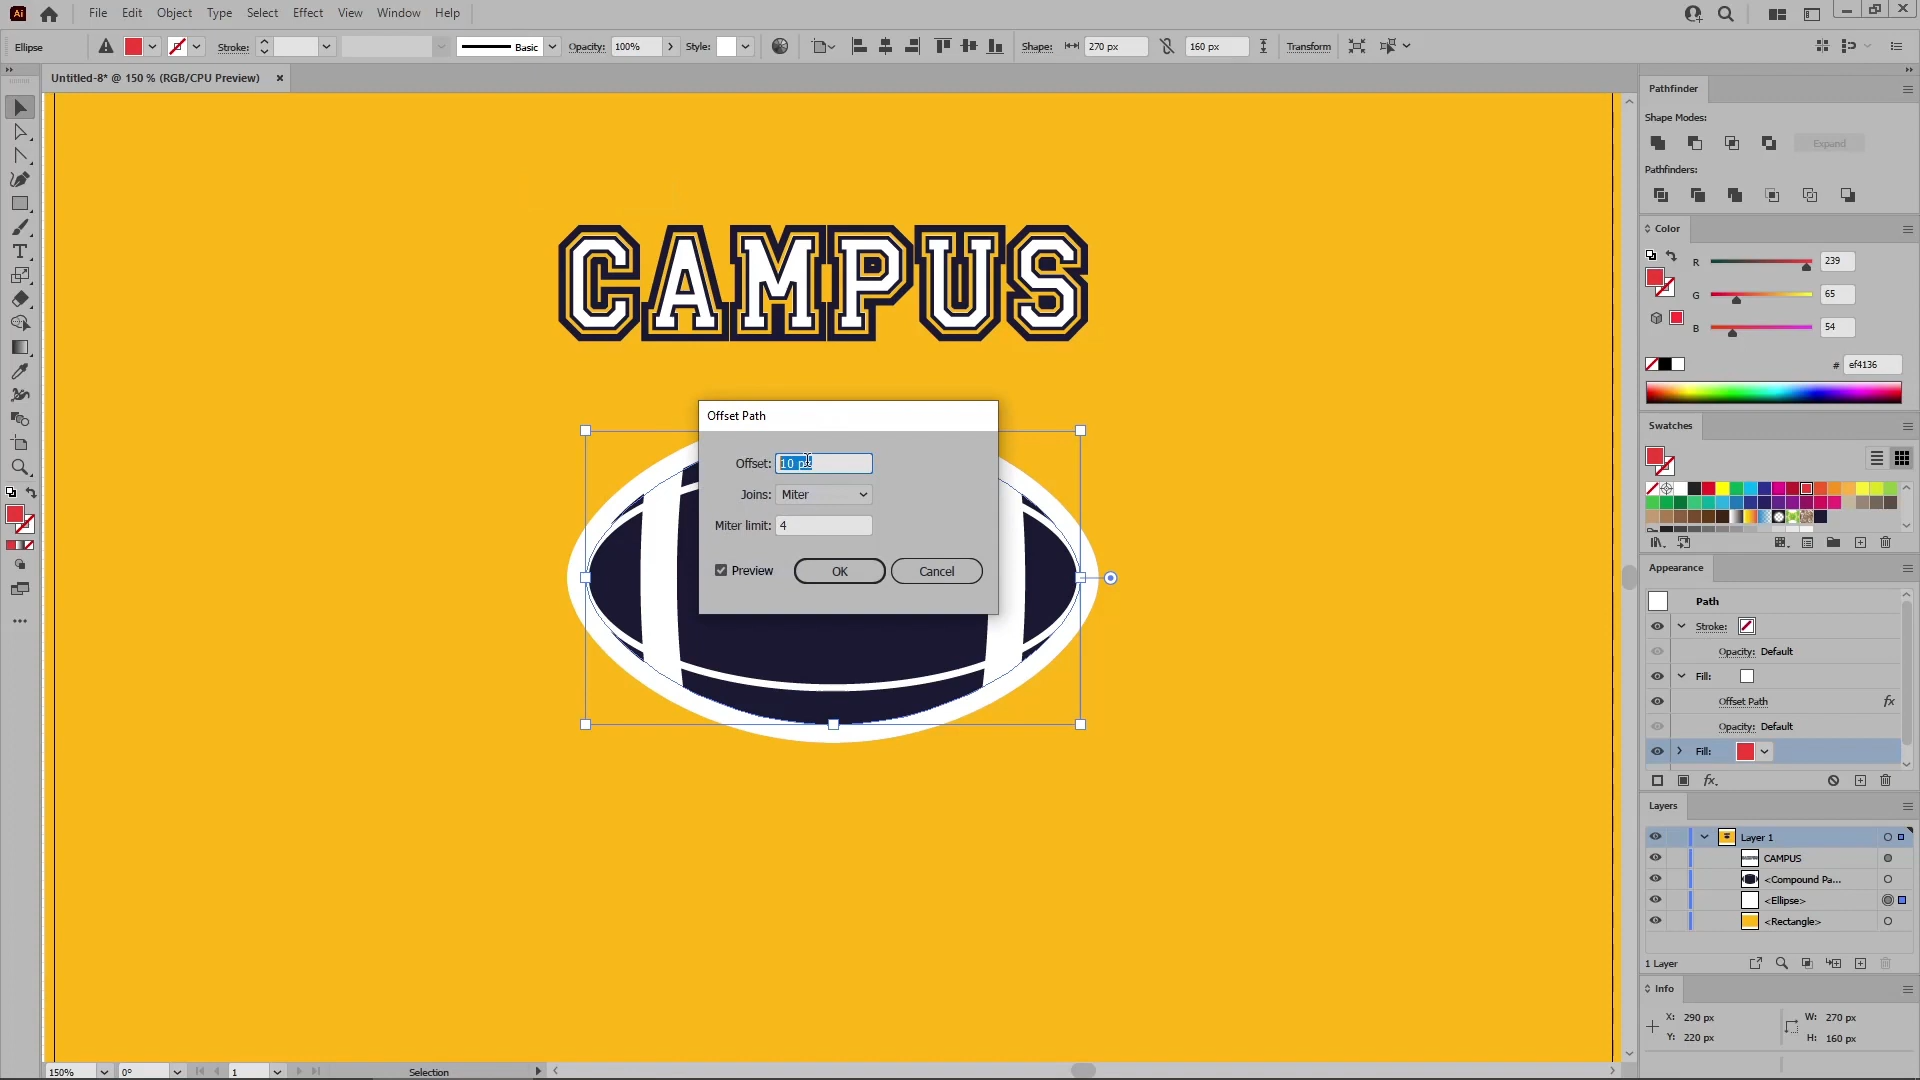 Ai File Edit Object Type Select Effect View Window Help
Ellipse Stroke: Basic Opacity: 100% Style: Shape: 270 px 160 px Transform
Untitled-8* @ 150 % (RGB/CPU Preview)
CAMPUS
Offset Path
Offset: 10 px
Joins: Miter
Miter limit: 4
Preview OK Cancel
Pathfinder
Shape Modes:
Expand
Pathfinders:
Color
R 239
G 65
B 54
# ef4136
Swatches
Appearance
Path
Stroke:
Opacity: Default
Fill:
Offset Path fx
Opacity: Default
Fill:
fx.
Layers
Layer 1
CAMPUS
<Compound Pa...
<Ellipse>
<Rectangle>
1 Layer
Info
X: 290 px W: 270 px
Y: 220 px H: 160 px
150% 0° 1 Selection